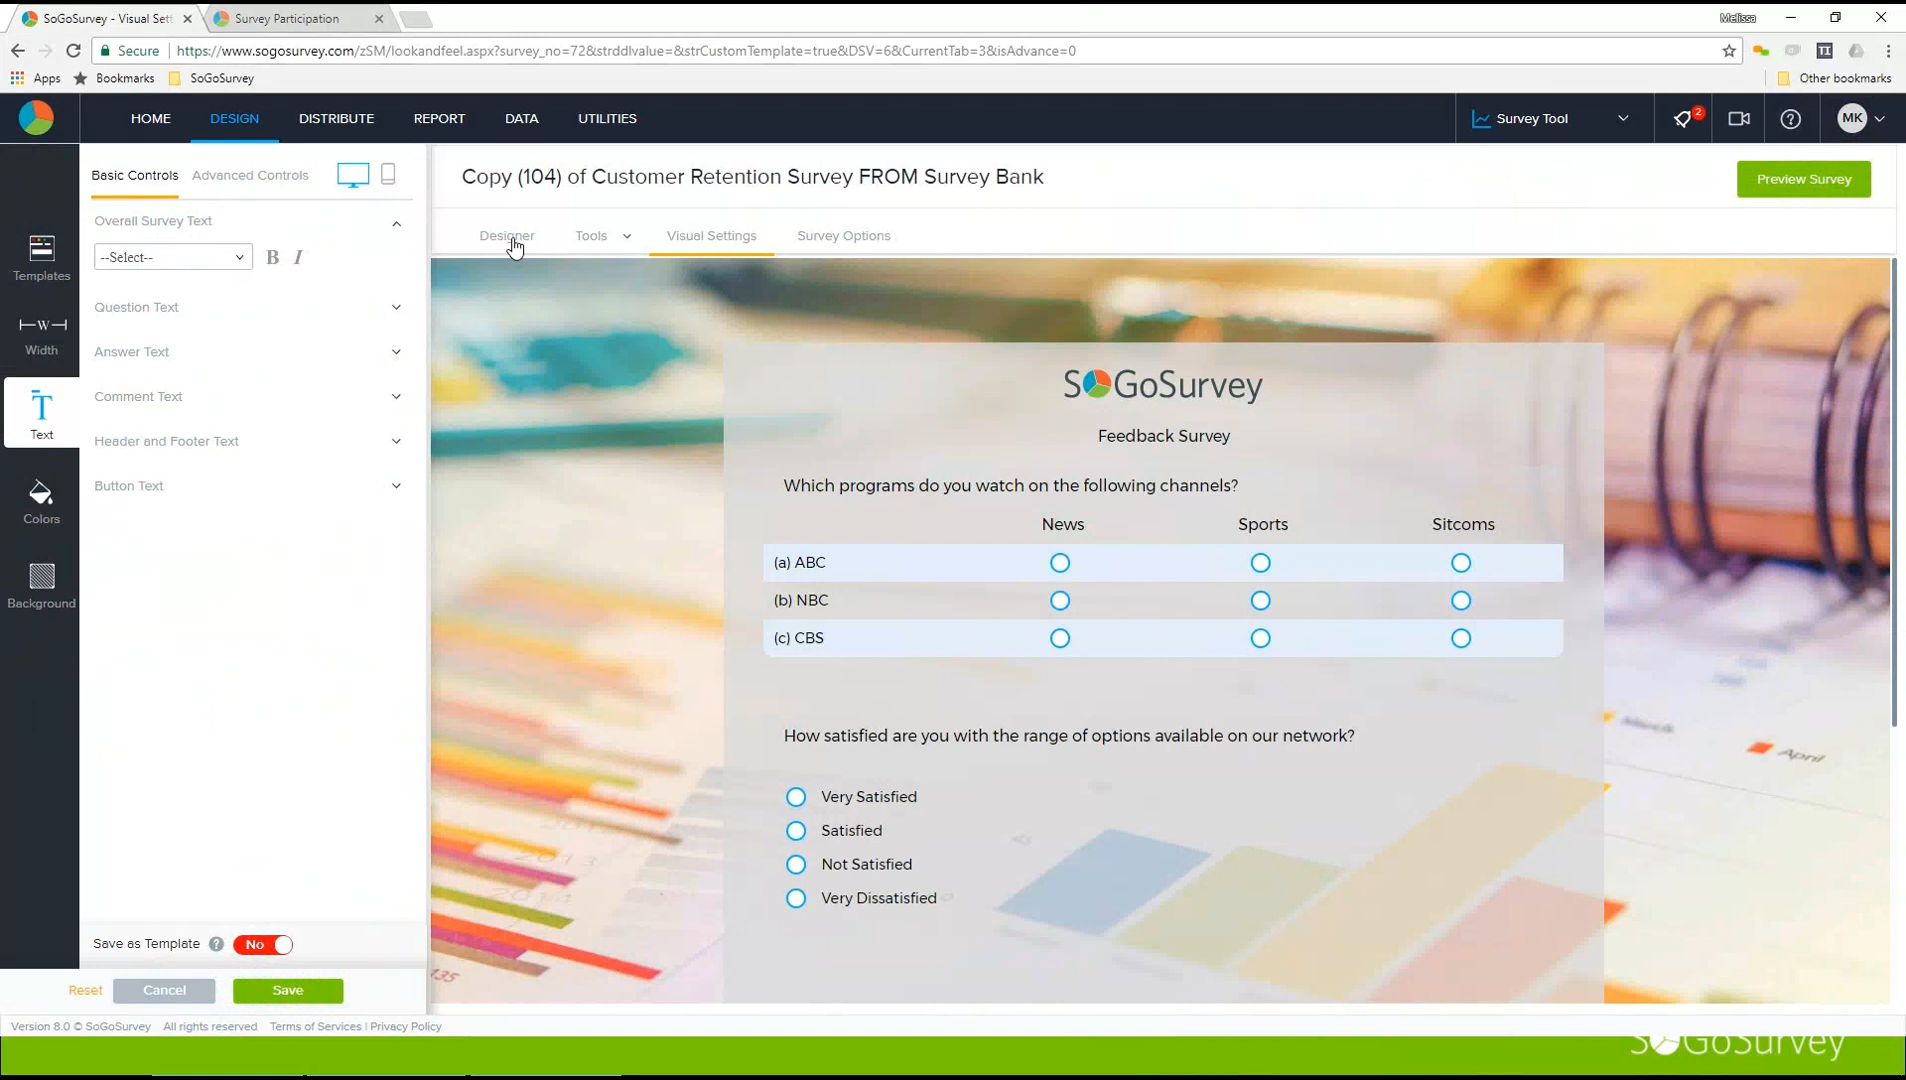 SoGoSurvey - Visual Sett
Survey Participation
Melissa
Secure
https://www.sogosurvey.com/zSM/lookandfeel.aspx?survey_no=72&strddlvalue=&strCustomTemplate=true&DSV=6&CurrentTab=3&isAdvance=0
Apps
Bookmarks
SoGoSurvey
Other bookmarks
HOME
DESIGN
DISTRIBUTE
REPORT
DATA
UTILITIES
Survey Tool
2
MK
Basic Controls
Advanced Controls
Copy (104) of Customer Retention Survey FROM Survey Bank
Preview Survey
Designer
Tools
Visual Settings
Survey Options
Templates
W
Width
T
Text
Colors
Background
Overall Survey Text
--Select--
B I
Question Text
Answer Text
Comment Text
Header and Footer Text
Button Text
SoGoSurvey
Feedback Survey
Which programs do you watch on the following channels?
News Sports Sitcoms
(a) ABC
(b) NBC
(c) CBS
How satisfied are you with the range of options available on our network?
Very Satisfied
Satisfied
Not Satisfied
Very Dissatisfied
March
April
2013
2011
135
Save as Template ? No
Reset
Cancel
Save
Version 8.0 © SoGoSurvey All rights reserved Terms of Services | Privacy Policy
SoGoSurvey